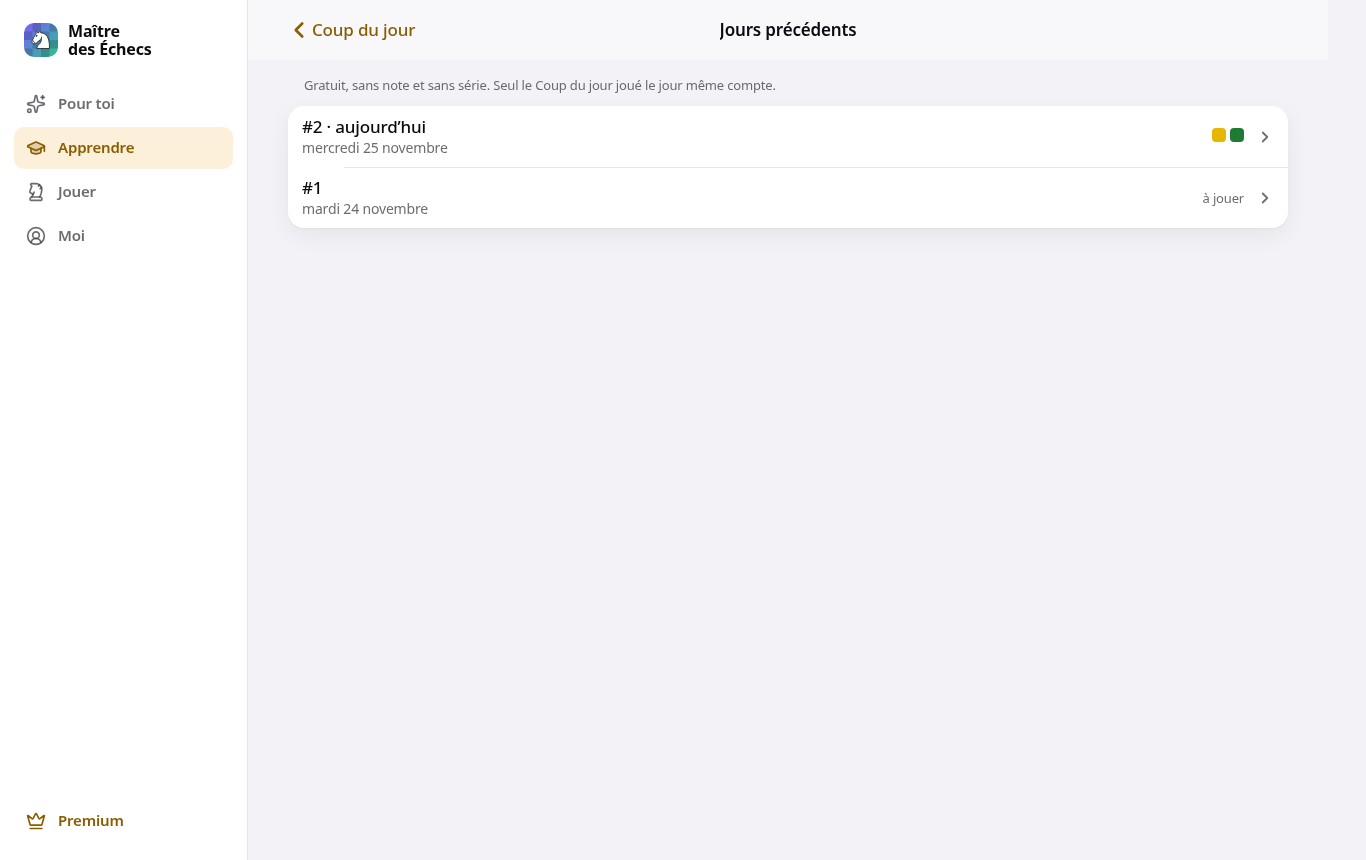 Maître
des Échecs
Pour toi
Apprendre
Jouer
Moi
Premium
Coup du jour
Jours précédents
Gratuit, sans note et sans série. Seul le Coup du jour joué le jour même compte.
#2 · aujourd’hui
mercredi 25 novembre
#1
mardi 24 novembre
à jouer